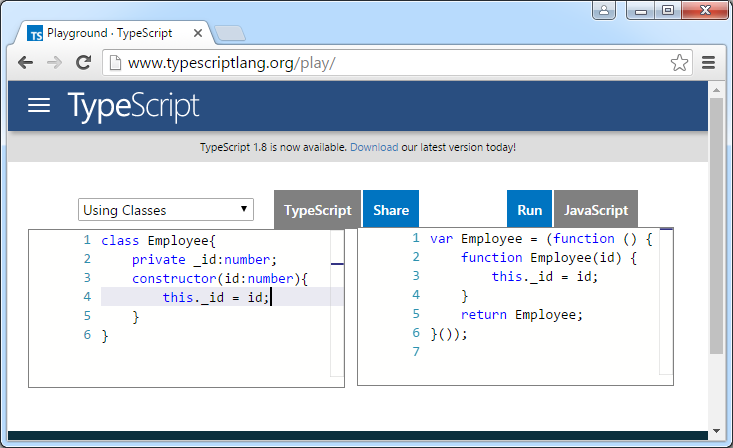 TS Playground · TypeScript
www.typescriptlang.org/play/
TypeScript
TypeScript 1.8 is now available. Download our latest version today!
Using Classes
TypeScript
Share
Run
JavaScript
1 class Employee{
2 private _id:number;
3 constructor(id:number){
4 this._id = id;
5 }
6 }
1 var Employee = (function () {
2 function Employee(id) {
3 this._id = id;
4 }
5 return Employee;
6 }());
7